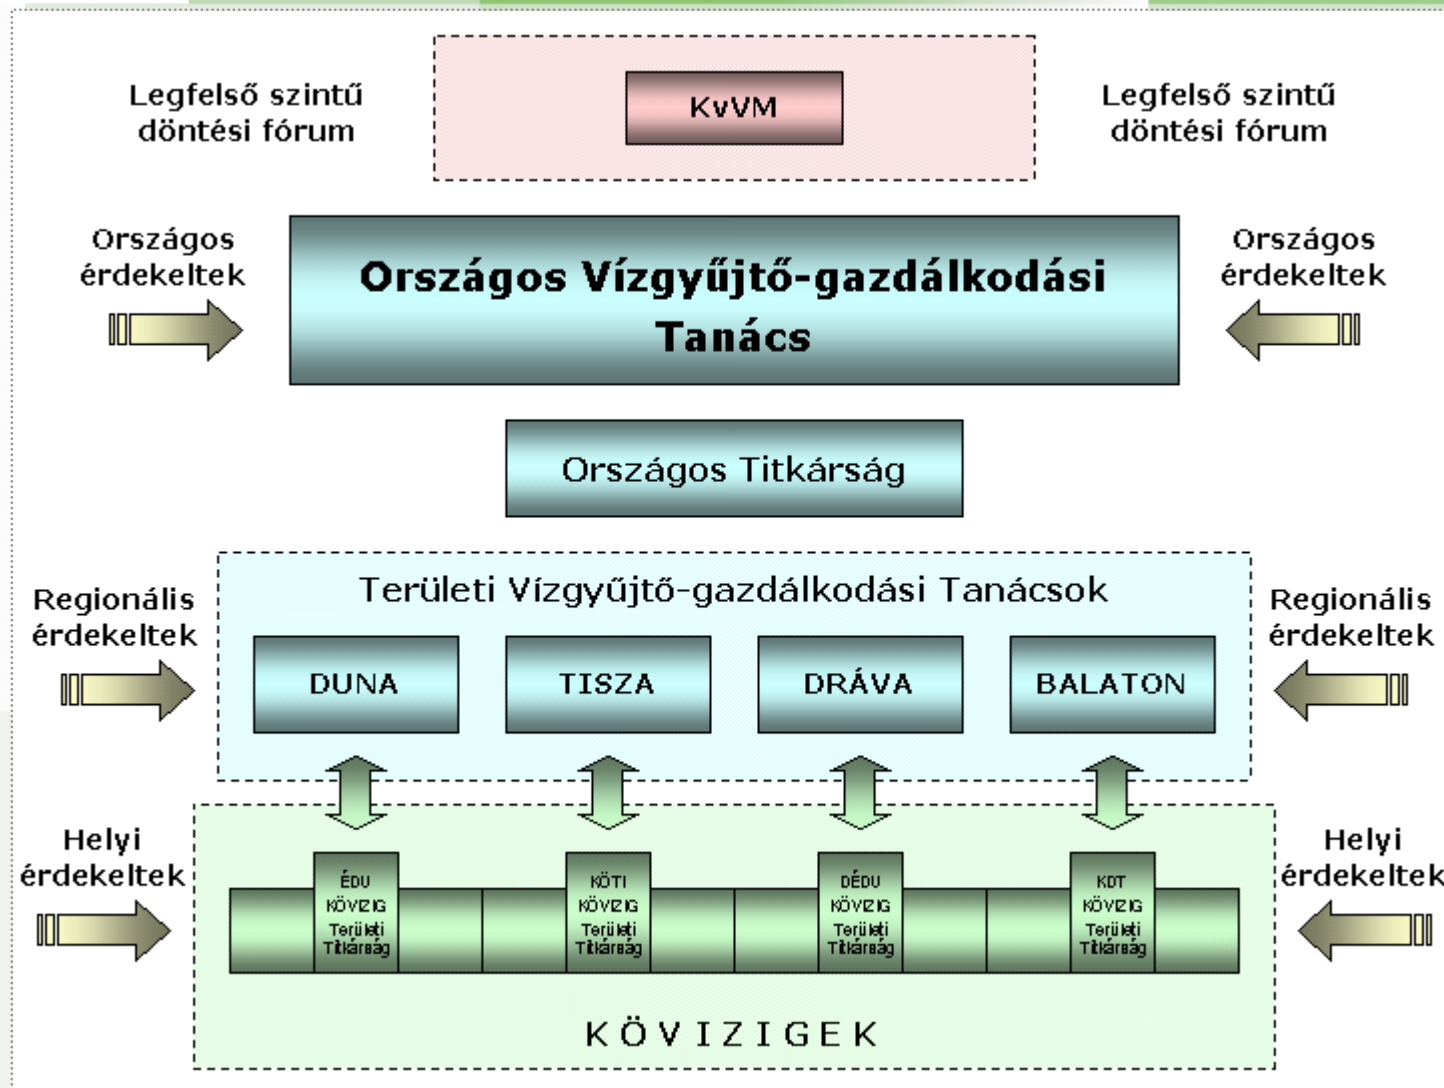 Legfelső szintű
döntési fórum
KvVM
Legfelső szintű
döntési fórum
Országos
érdekeltek
Országos Vízgyűjtő-gazdálkodási
Tanács
Országos
érdekeltek
Országos Titkárság
Regionális
érdekeltek
Területi Vízgyűjtő-gazdálkodási Tanácsok
Regionális
érdekeltek
DUNA
TISZA
DRÁVA
BALATON
Helyi
érdekeltek
ÉDU
KÖVIZIG
Területi
Titkárság
KÖTI
KÖVIZIG
Területi
Titkárság
DÉDU
KÖVIZIG
Területi
Titkárság
KDT
KÖVIZIG
Területi
Titkárság
Helyi
érdekeltek
KÖVIZIGEK